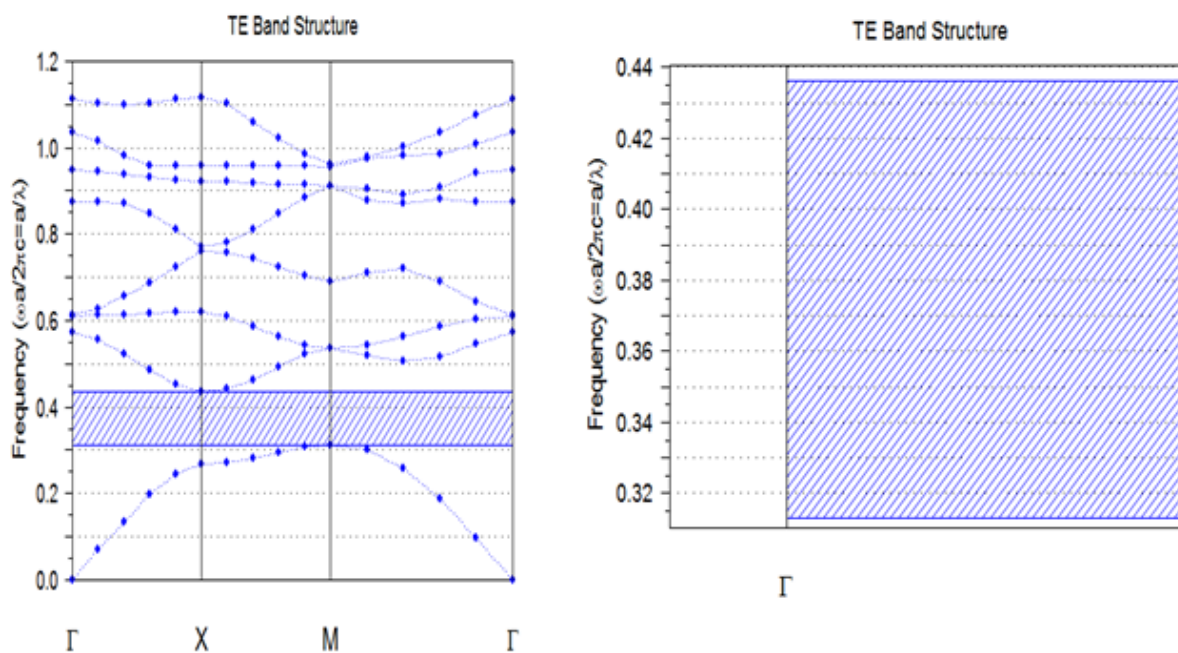 TE Band Structure
Frequency (ωa/2πc=a/λ)
1.2
1.0
0.8
0.6
0.4
0.2
0.0
Γ X M Γ
TE Band Structure
Frequency (ωa/2πc=a/λ)
0.44
0.42
0.40
0.38
0.36
0.34
0.32
Γ